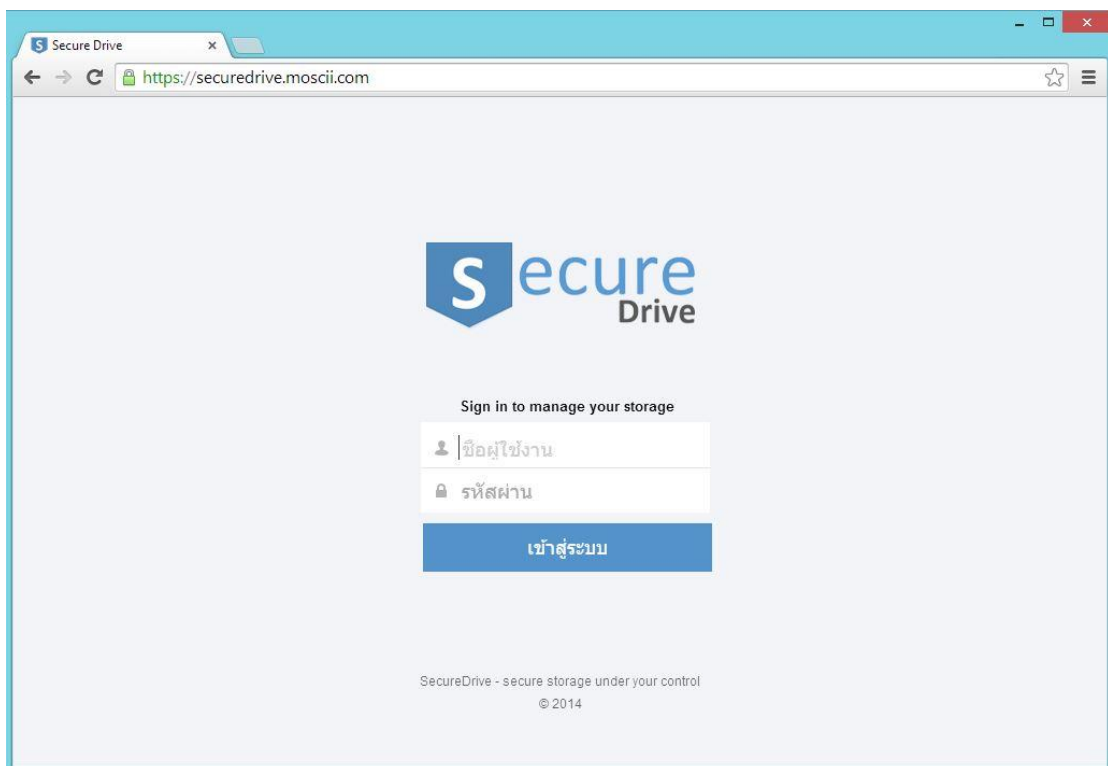 Secure Drive
https://securedrive.moscii.com
Secure
Drive
Sign in to manage your storage
ชื่อผู้ใช้งาน
รหัสผ่าน
เข้าสู่ระบบ
SecureDrive - secure storage under your control
© 2014